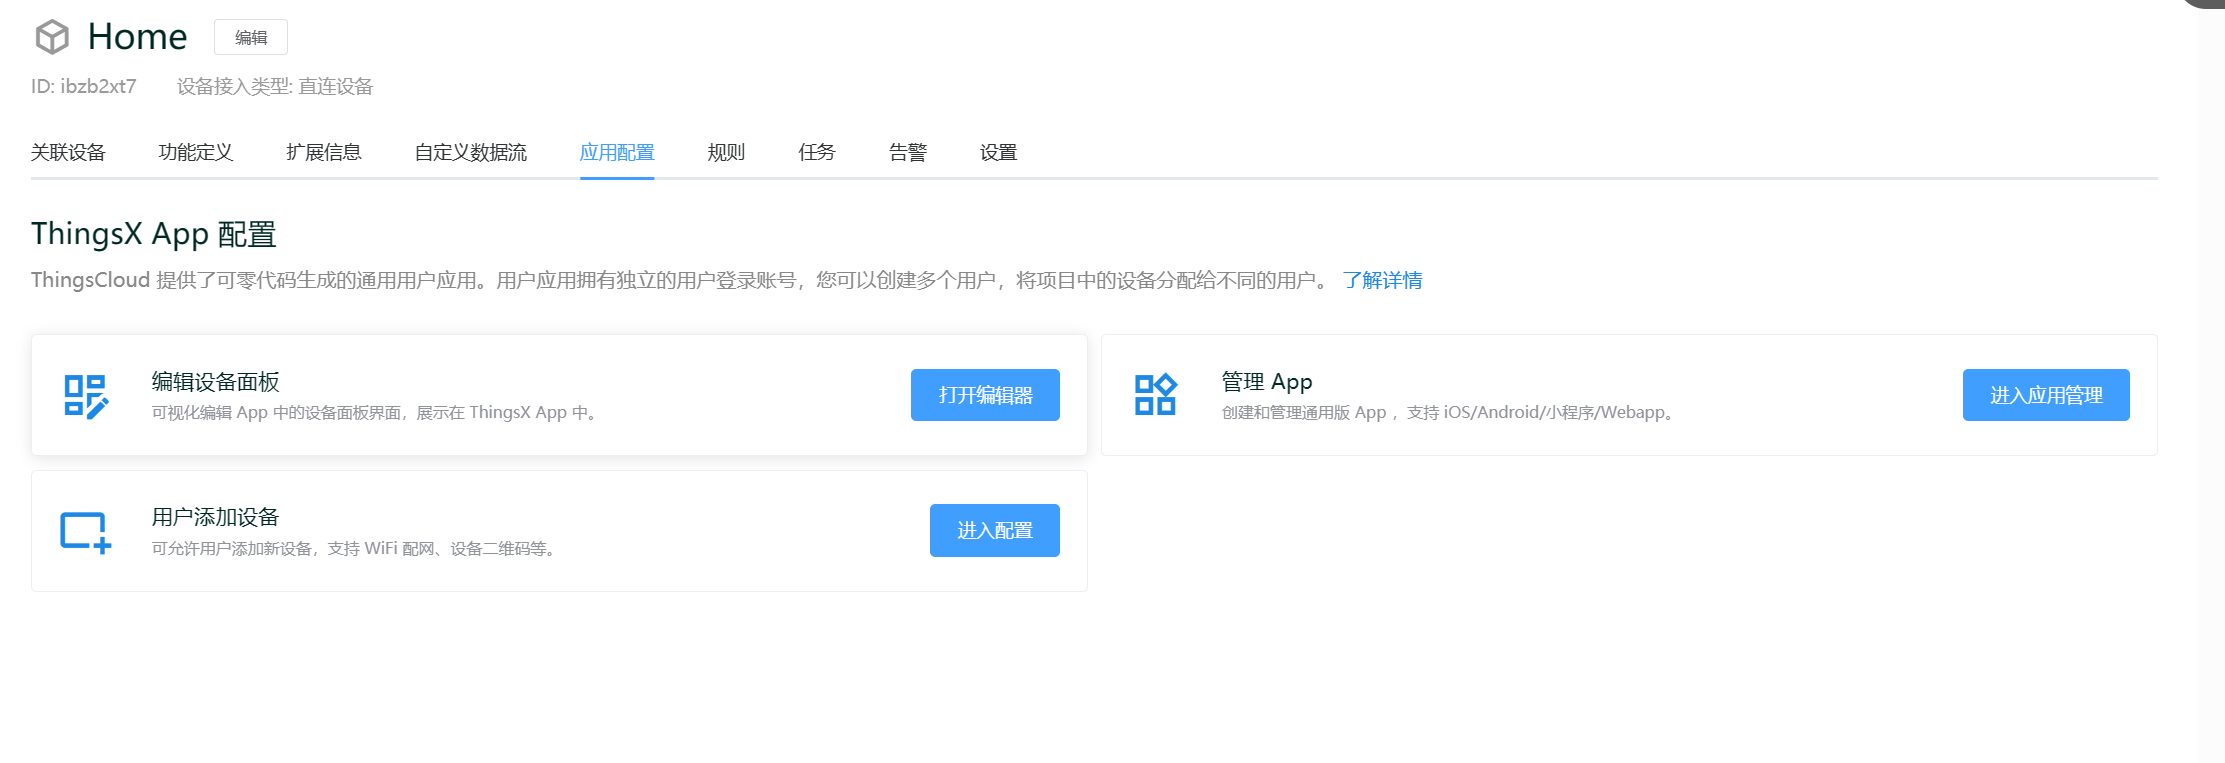 Home 编辑
ID: ibzb2xt7 设备接入类型: 直连设备
关联设备 功能定义 扩展信息 自定义数据流 应用配置 规则 任务 告警 设置
ThingsX App 配置
ThingsCloud 提供了可零代码生成的通用用户应用。用户应用拥有独立的用户登录账号，您可以创建多个用户，将项目中的设备分配给不同的用户。 了解详情
编辑设备面板
可视化编辑 App 中的设备面板界面，展示在 ThingsX App 中。
打开编辑器
管理 App
创建和管理通用版 App ，支持 iOS/Android/小程序/Webapp。
进入应用管理
用户添加设备
可允许用户添加新设备，支持 WiFi 配网、设备二维码等。
进入配置